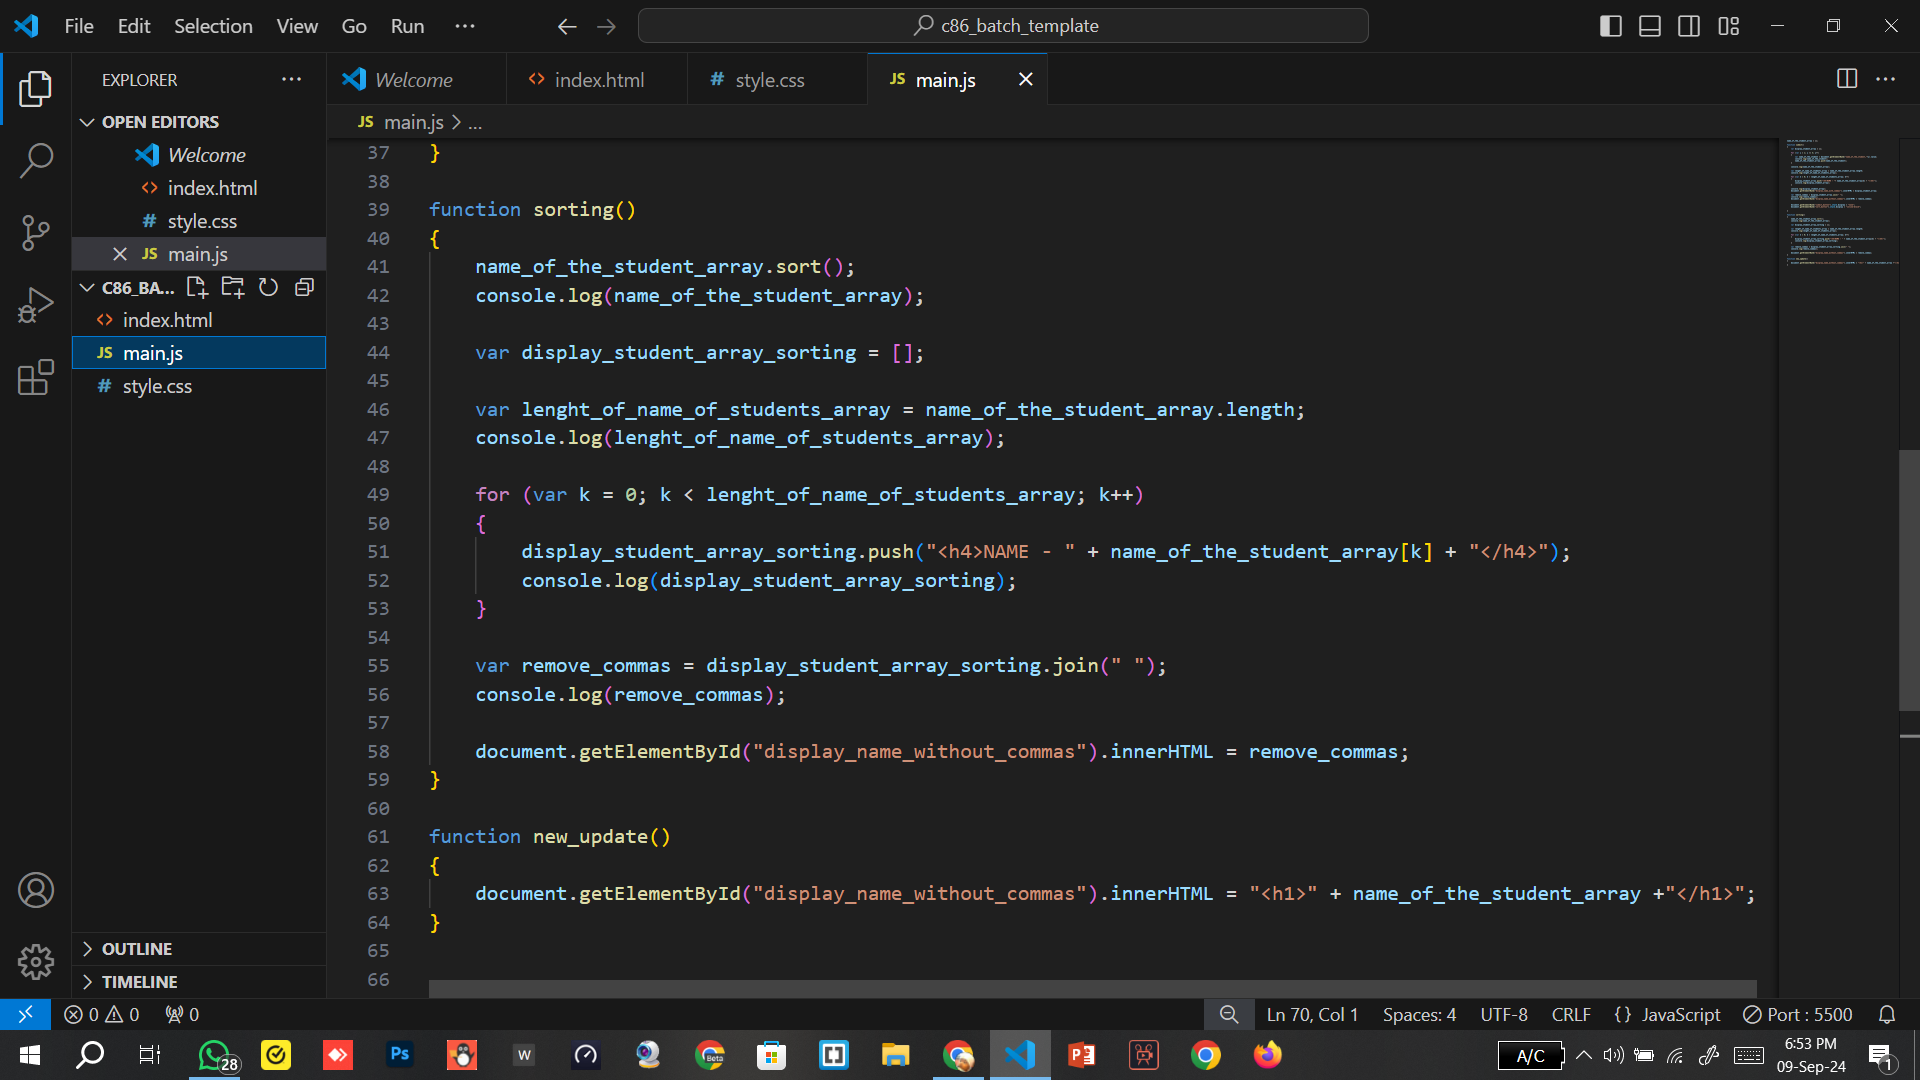 File Edit Selection View Go Run ...
c86_batch_template
EXPLORER
Welcome
index.html
style.css
JS main.js
JS main.js > ...
OPEN EDITORS
Welcome
index.html
# style.css
JS main.js
C86_BA...
index.html
JS main.js
# style.css
OUTLINE
TIMELINE
37 }
38
39 function sorting()
40 {
41 name_of_the_student_array.sort();
42 console.log(name_of_the_student_array);
43
44 var display_student_array_sorting = [];
45
46 var lenght_of_name_of_students_array = name_of_the_student_array.length;
47 console.log(lenght_of_name_of_students_array);
48
49 for (var k = 0; k < lenght_of_name_of_students_array; k++)
50 {
51 display_student_array_sorting.push("<h4>NAME - " + name_of_the_student_array[k] + "</h4>");
52 console.log(display_student_array_sorting);
53 }
54
55 var remove_commas = display_student_array_sorting.join(" ");
56 console.log(remove_commas);
57
58 document.getElementById("display_name_without_commas").innerHTML = remove_commas;
59 }
60
61 function new_update()
62 {
63 document.getElementById("display_name_without_commas").innerHTML = "<h1>" + name_of_the_student_array +"</h1>";
64 }
65
66
0 0 0
Ln 70, Col 1 Spaces: 4 UTF-8 CRLF {} JavaScript Port : 5500
28
Ps
W
Beta
A/C
6:53 PM
09-Sep-24
1